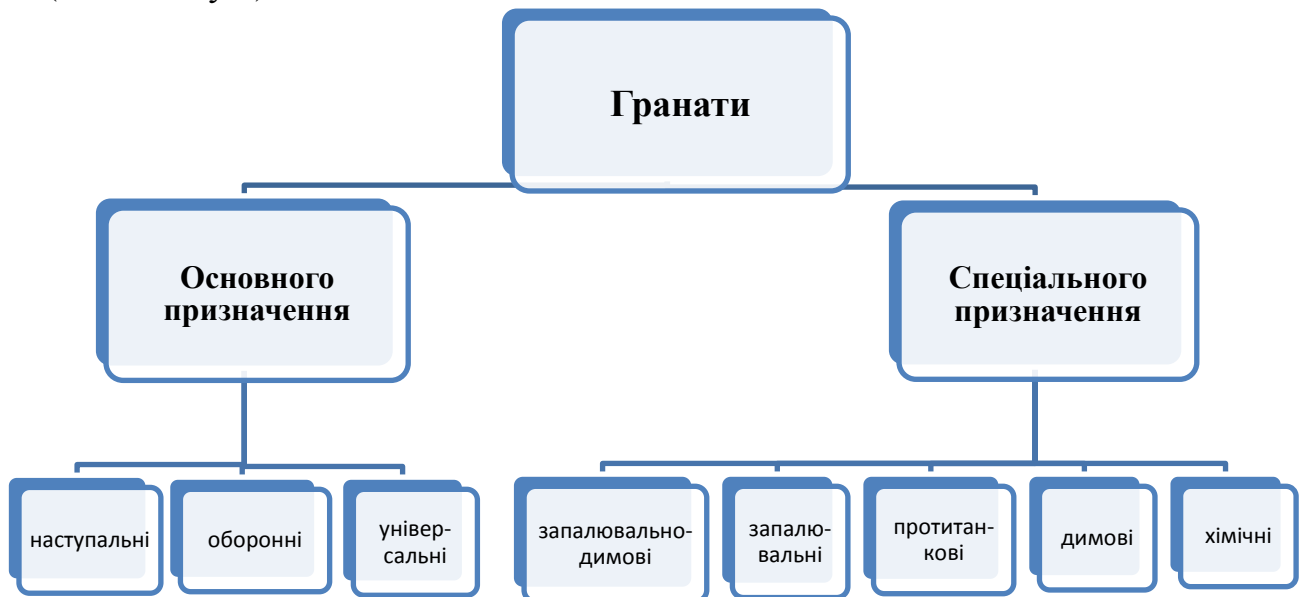 Гранати
Основного
призначення
Спеціального
призначення
наступальні
оборонні
універ-
сальні
запалювально-
димові
запалю-
вальні
протитан-
кові
димові
хімічні